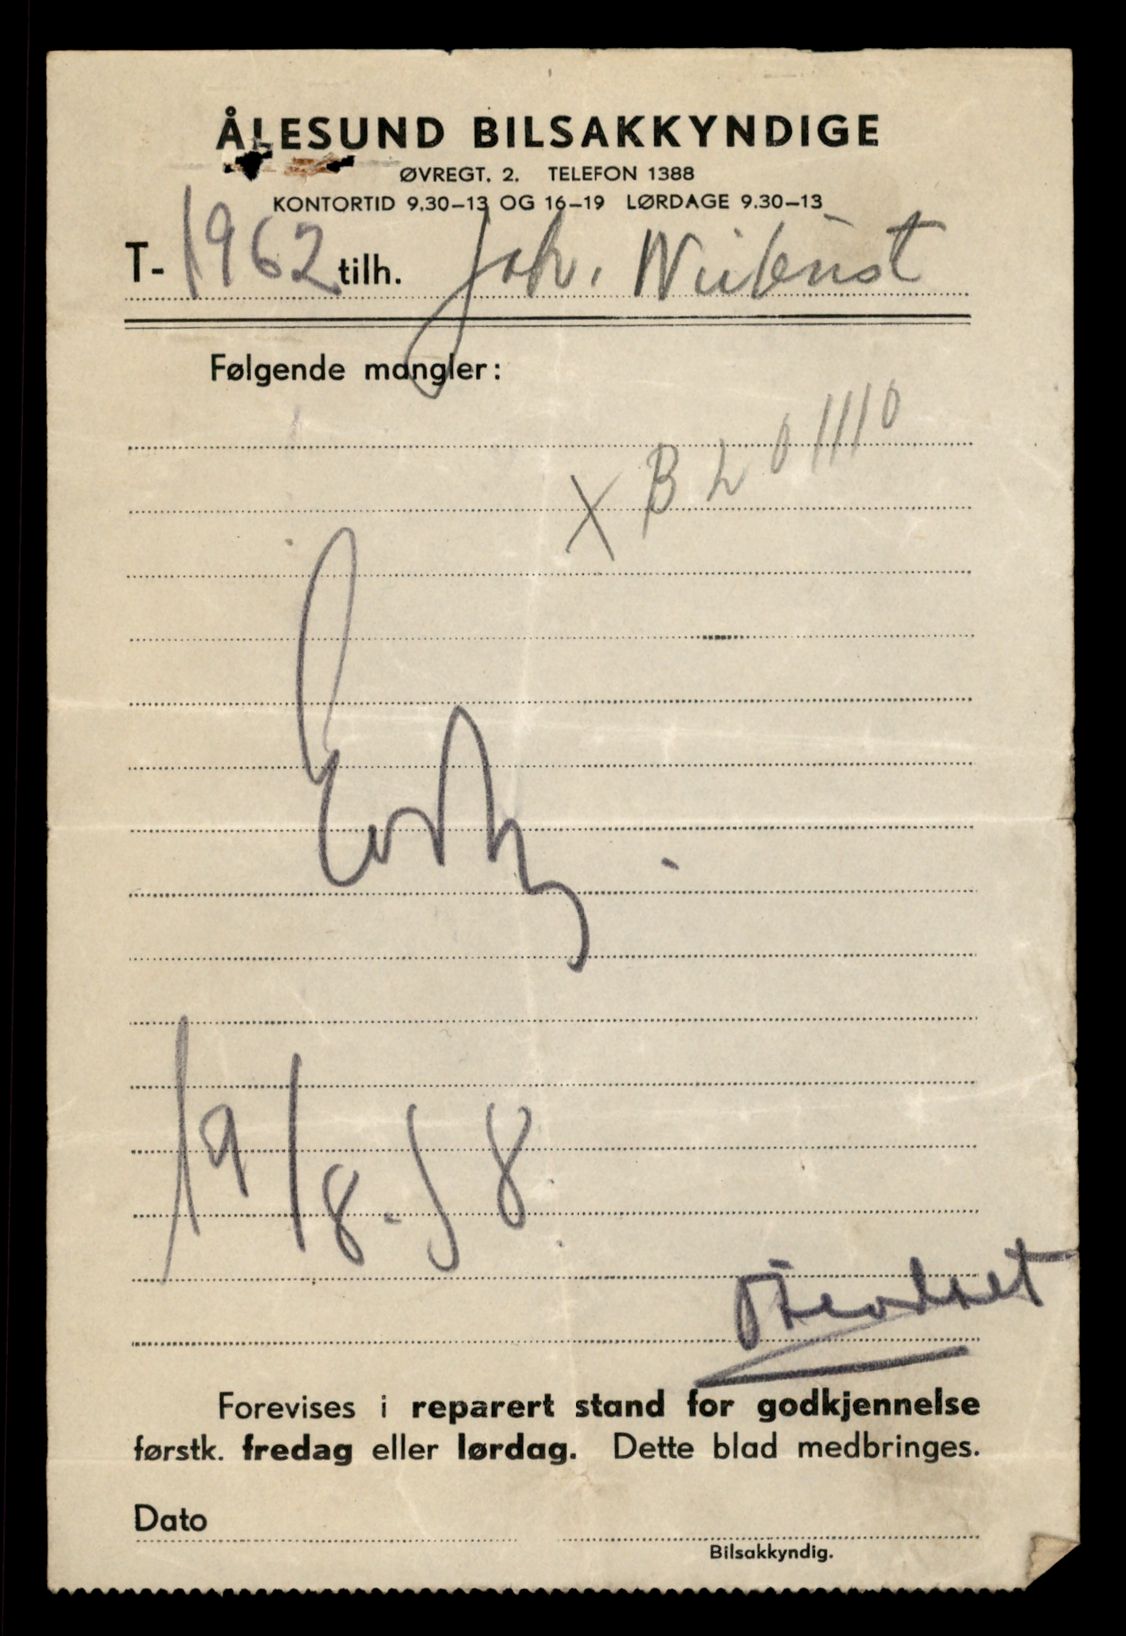 ÅLESUND BILSAKKYNDIGE
ØVREGT. 2. TELEFON 1388
KONTORTID 9.30–13 OG 16–19 LØRDAGE 9.30–13
T- 1962 tilh. Joh.
Følgende mangler:
X B L 011110
19/8.58
Forevises i reparert stand for godkjennelse
førstk. fredag eller lørdag. Dette blad medbringes.
Dato
Bilsakkyndig.